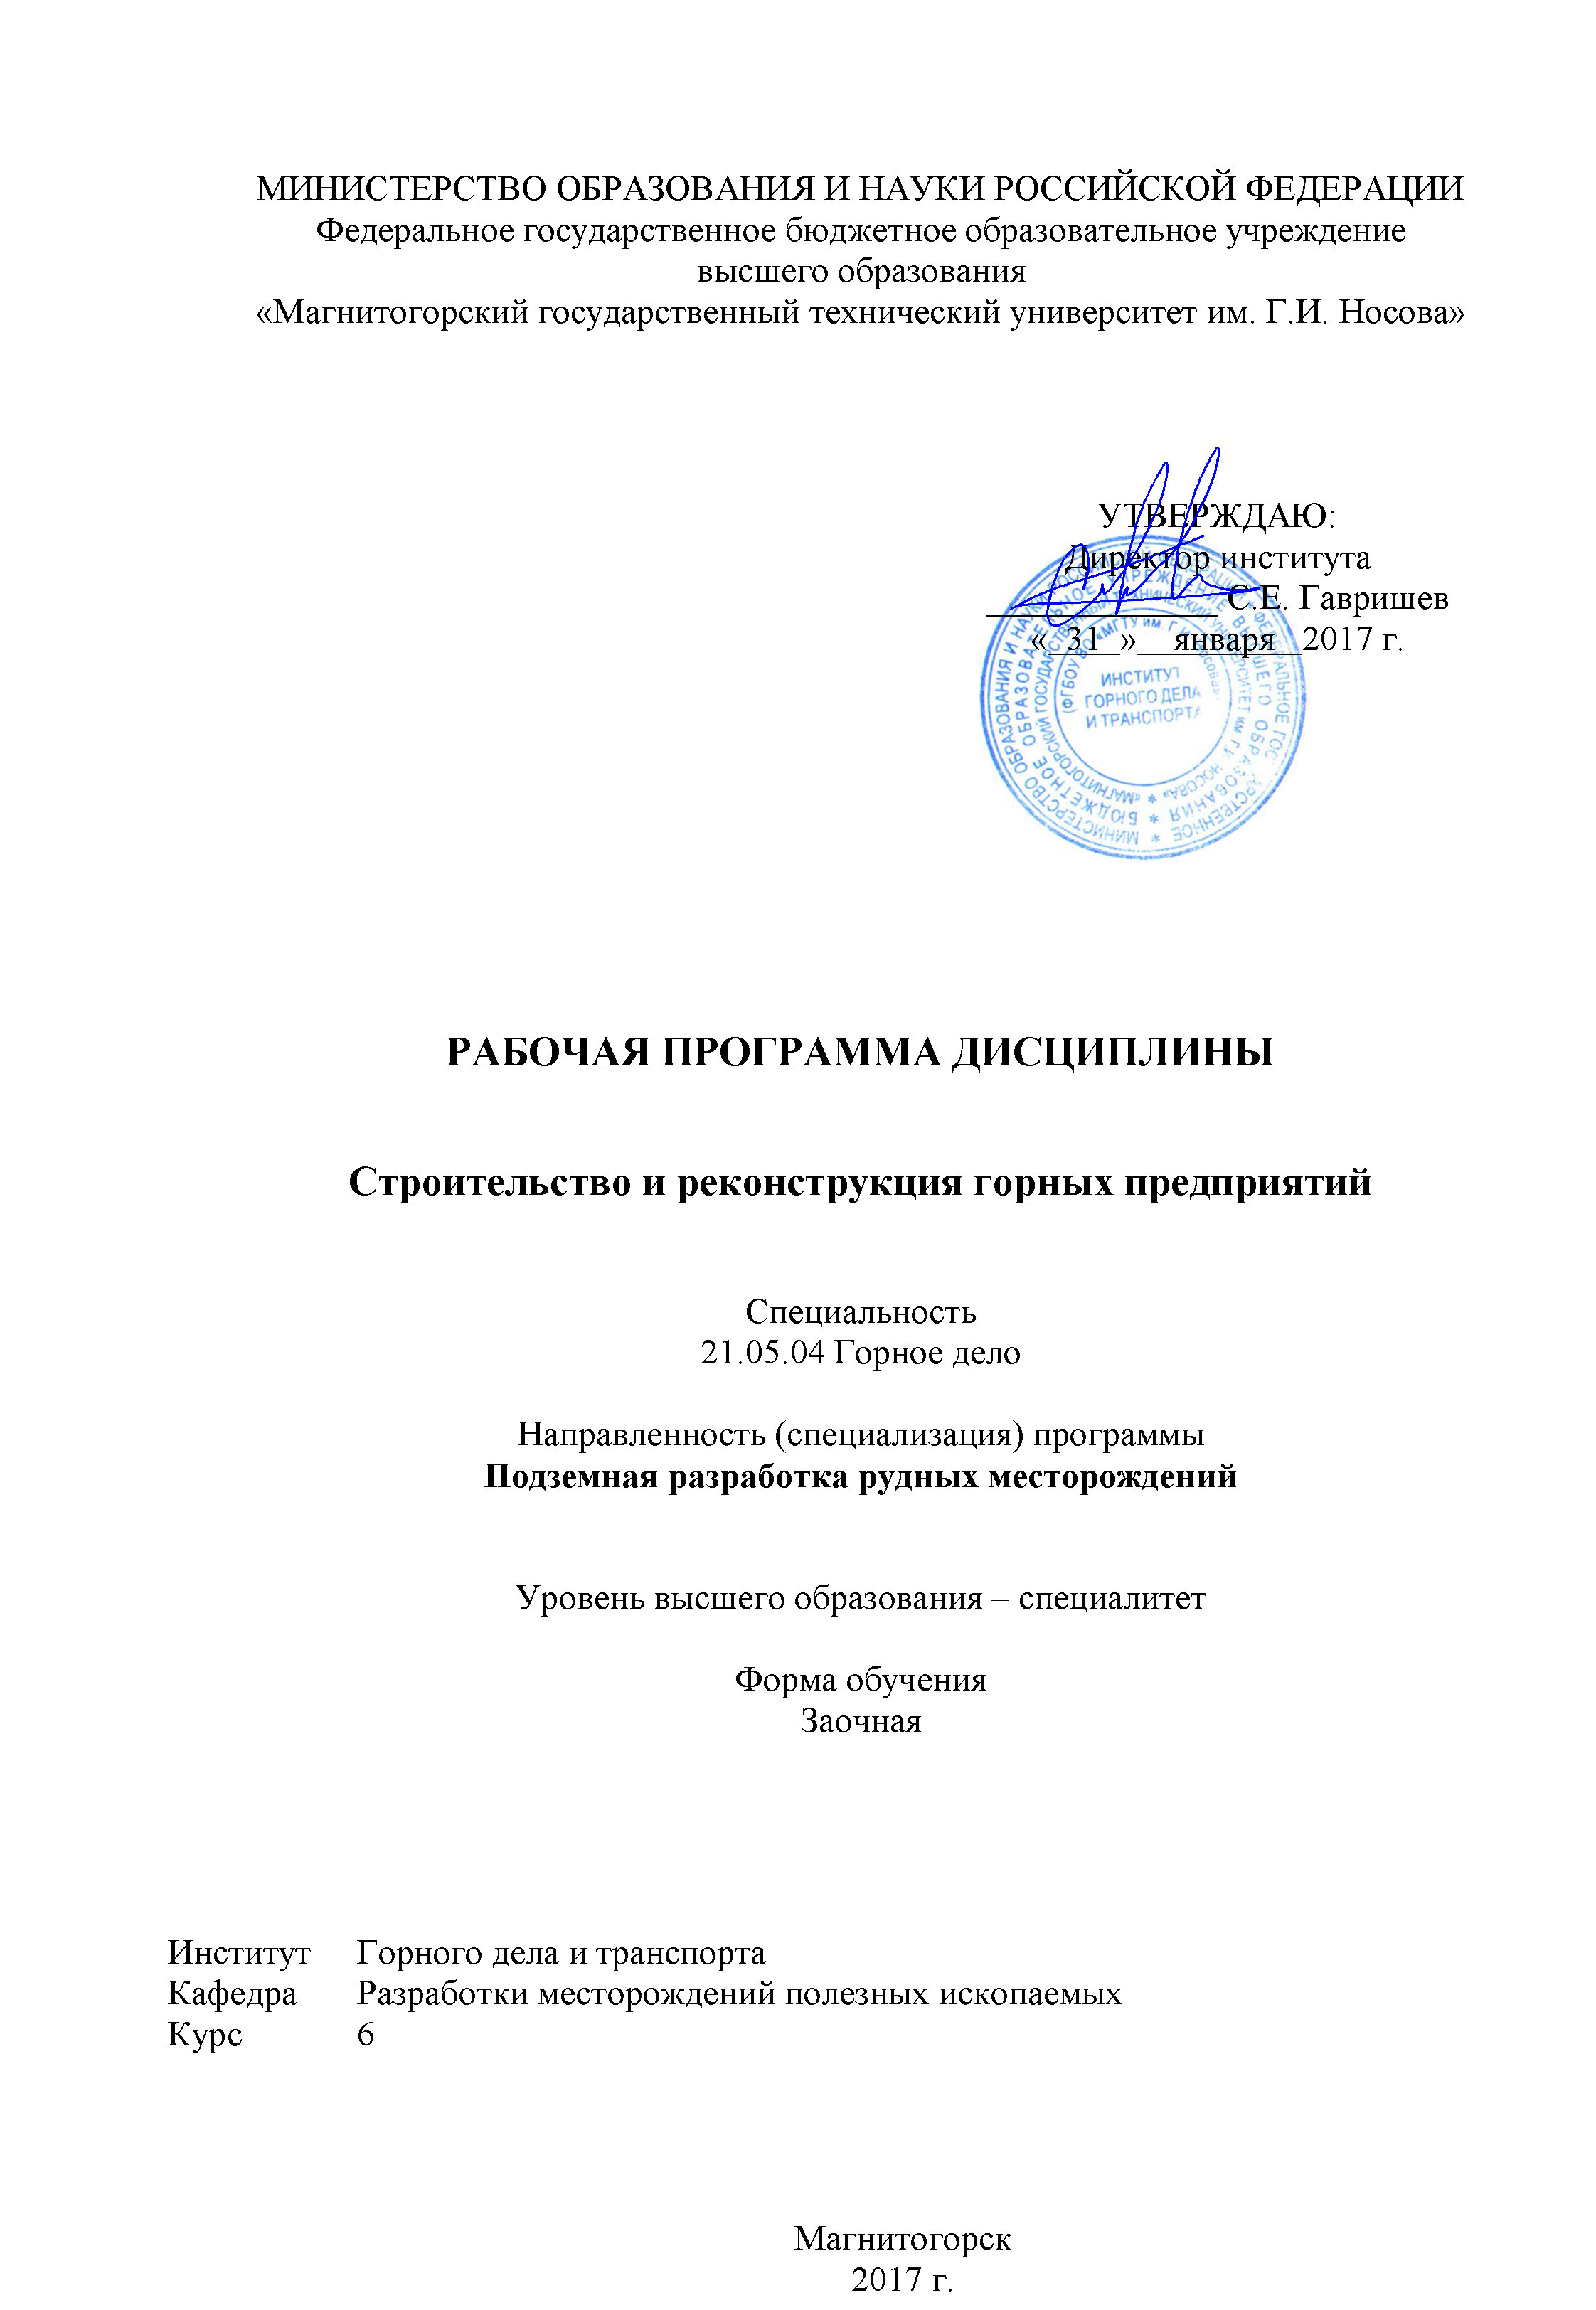 МИНИСТЕРСТВО ОБРАЗОВАНИЯ И НАУКИ РОССИЙСКОЙ ФЕДЕРАЦИИ
Федеральное государственное бюджетное образовательное учреждение
высшего образования
«Магнитогорский государственный технический университет им. Г.И. Носова»
УТВЕРЖДАЮ:
Директор института
С.Е. Гавришев
«_31_»__января_2017 г.
ИНСТИТУТ
ГОРНОГО ДЕЛА
И ТРАНСПОРТА
РАБОЧАЯ ПРОГРАММА ДИСЦИПЛИНЫ
Строительство и реконструкция горных предприятий
Специальность
21.05.04 Горное дело
Направленность (специализация) программы
Подземная разработка рудных месторождений
Уровень высшего образования – специалитет
Форма обучения
Заочная
Институт Горного дела и транспорта
Кафедра Разработки месторождений полезных ископаемых
Курс 6
Магнитогорск
2017 г.